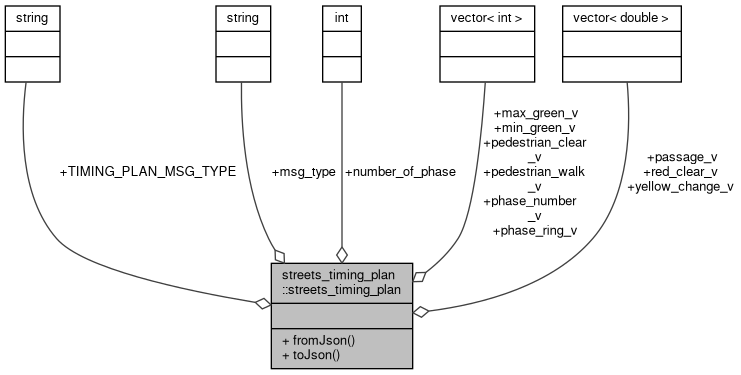 string
string
int
vector< int >
vector< double >
+TIMING_PLAN_MSG_TYPE
+msg_type
+number_of_phase
+max_green_v
+min_green_v
+pedestrian_clear
_v
+pedestrian_walk
_v
+phase_number
_v
+phase_ring_v
+passage_v
+red_clear_v
+yellow_change_v
streets_timing_plan
::streets_timing_plan
+ fromJson()
+ toJson()